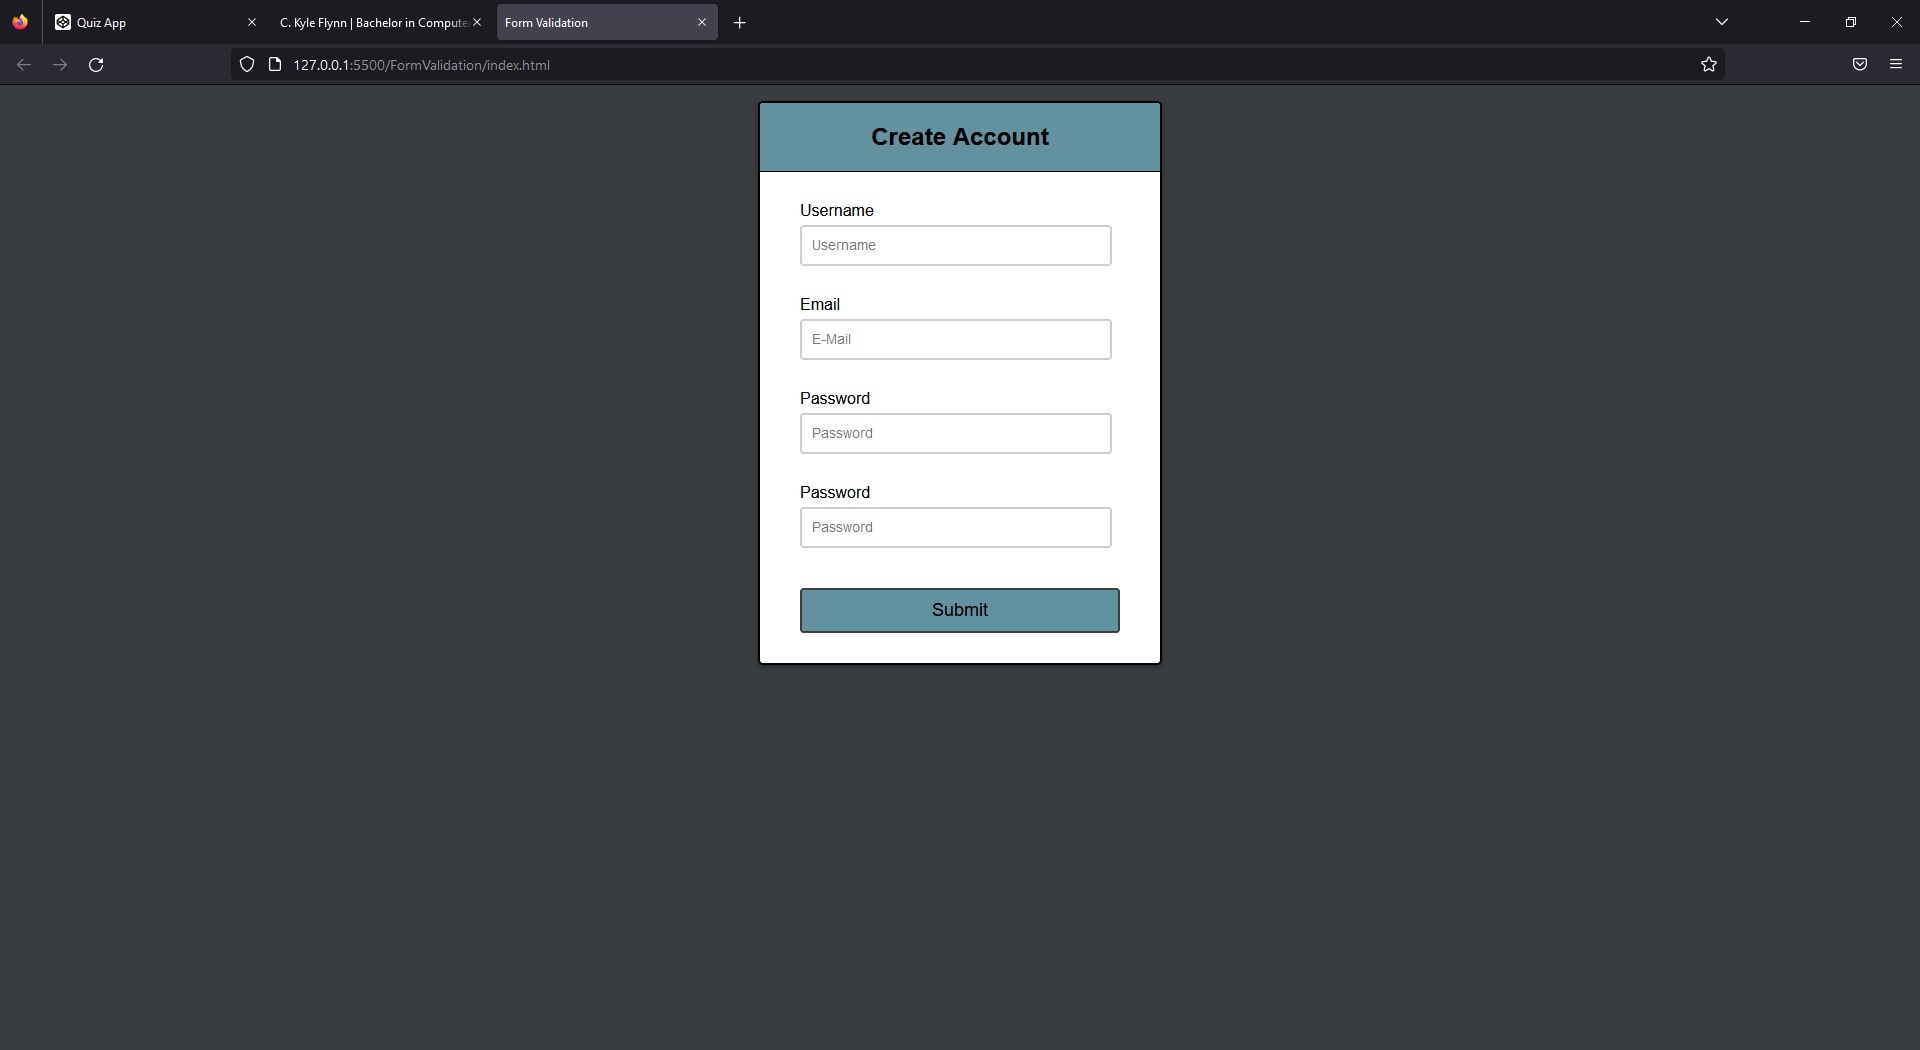 Quiz App
C. Kyle Flynn | Bachelor in Compute
Form Validation
127.0.0.1:5500/FormValidation/index.html
Create Account
Username
Username
Email
E-Mail
Password
Password
Password
Password
Submit